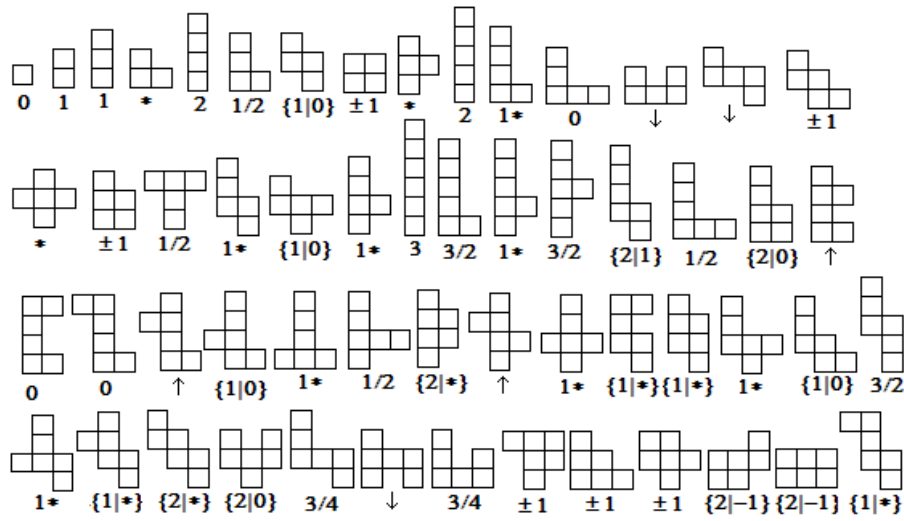 0 1 1 * 2 1/2 {1|0} ±1 * 2 1* 0 ↓ ↓ ±1
* ±1 1/2 1* {1|0} 1* 3 3/2 1* 3/2 {2|1} 1/2 {2|0} ↑
0 0 ↑ {1|0} 1* 1/2 {2|*} ↑ 1* {1|*} {1|*} 1* {1|0} 3/2
1* {1|*} {2|*} {2|0} 3/4 ↓ 3/4 ±1 ±1 ±1 {2|−1} {2|−1} {1|*}